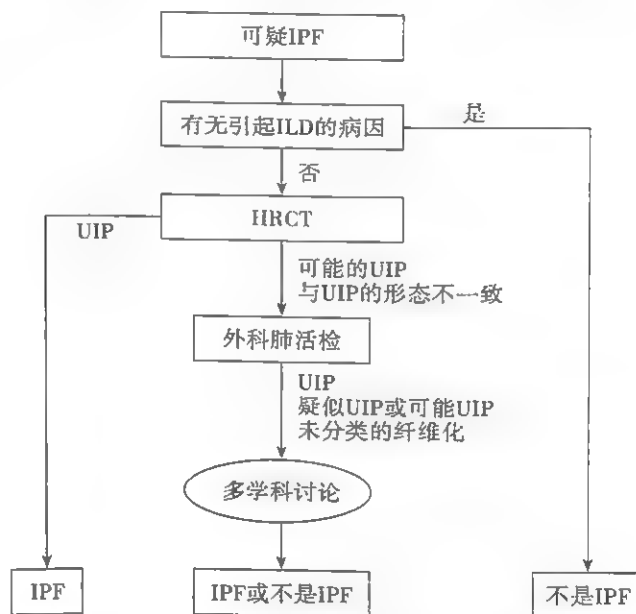 可疑IPF
有无引起ILD的病因
是
否
HRCT
UIP
可能的UIP
与UIP的形态不一致
外科肺活检
UIP
疑似UIP或可能UIP
未分类的纤维化
多学科讨论
IPF
IPF或不是IPF
不是IPF